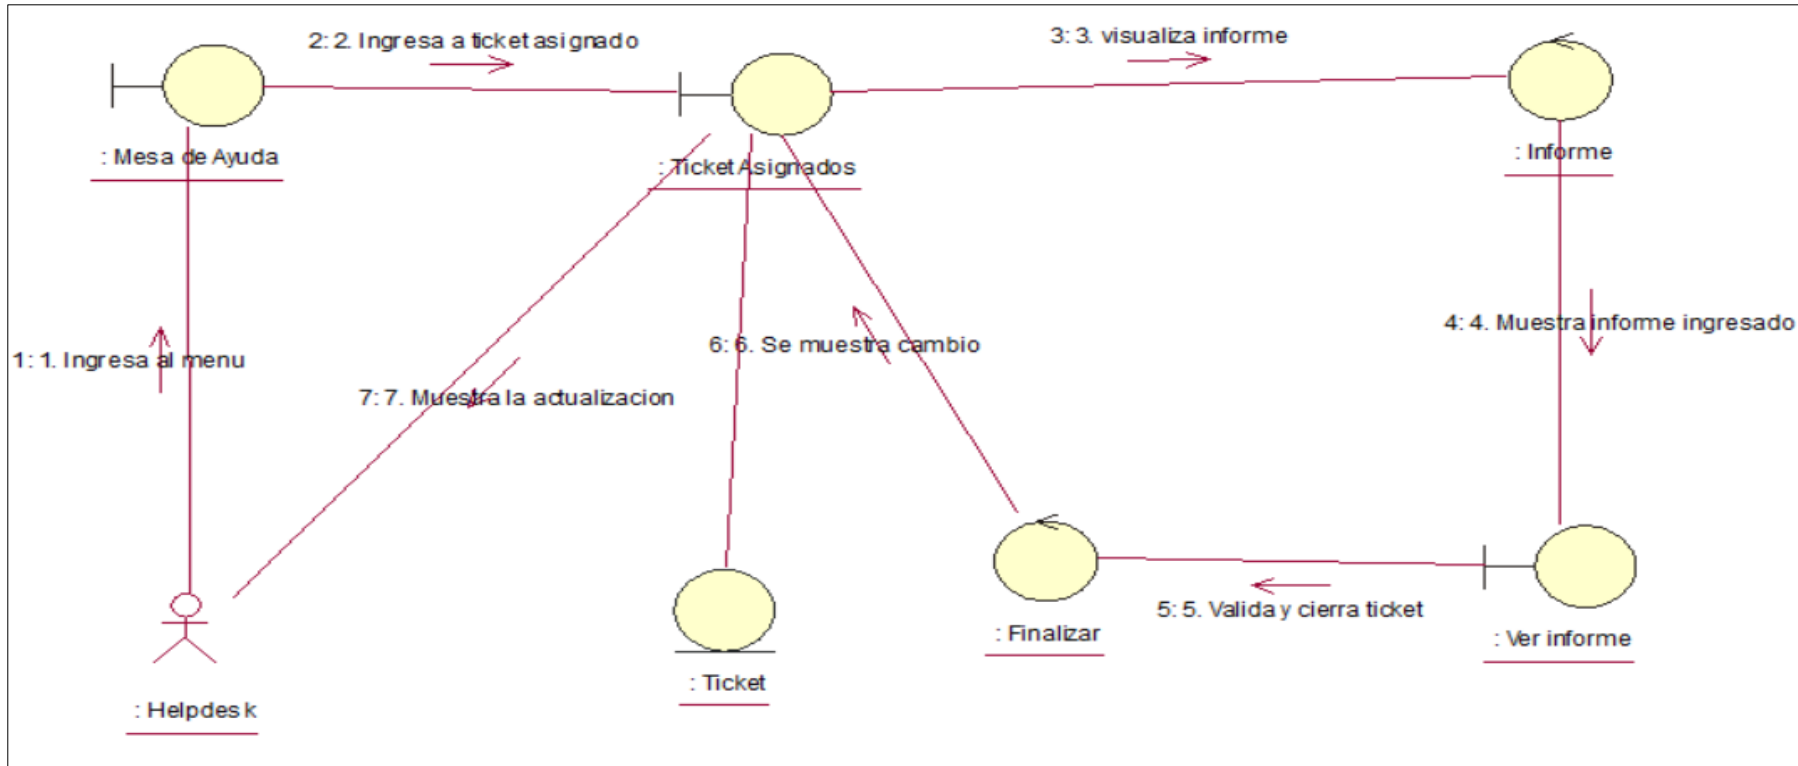 2: 2. Ingresa a ticket asignado
3: 3. visualiza informe
: Mesa de Ayuda
: Ticket Asignados
: Informe
1: 1. Ingresa al menu
7: 7. Muestra la actualizacion
6: 6. Se muestra cambio
4: 4. Muestra informe ingresado
5: 5. Valida y cierra ticket
: Helpdesk
: Ticket
: Finalizar
: Ver informe